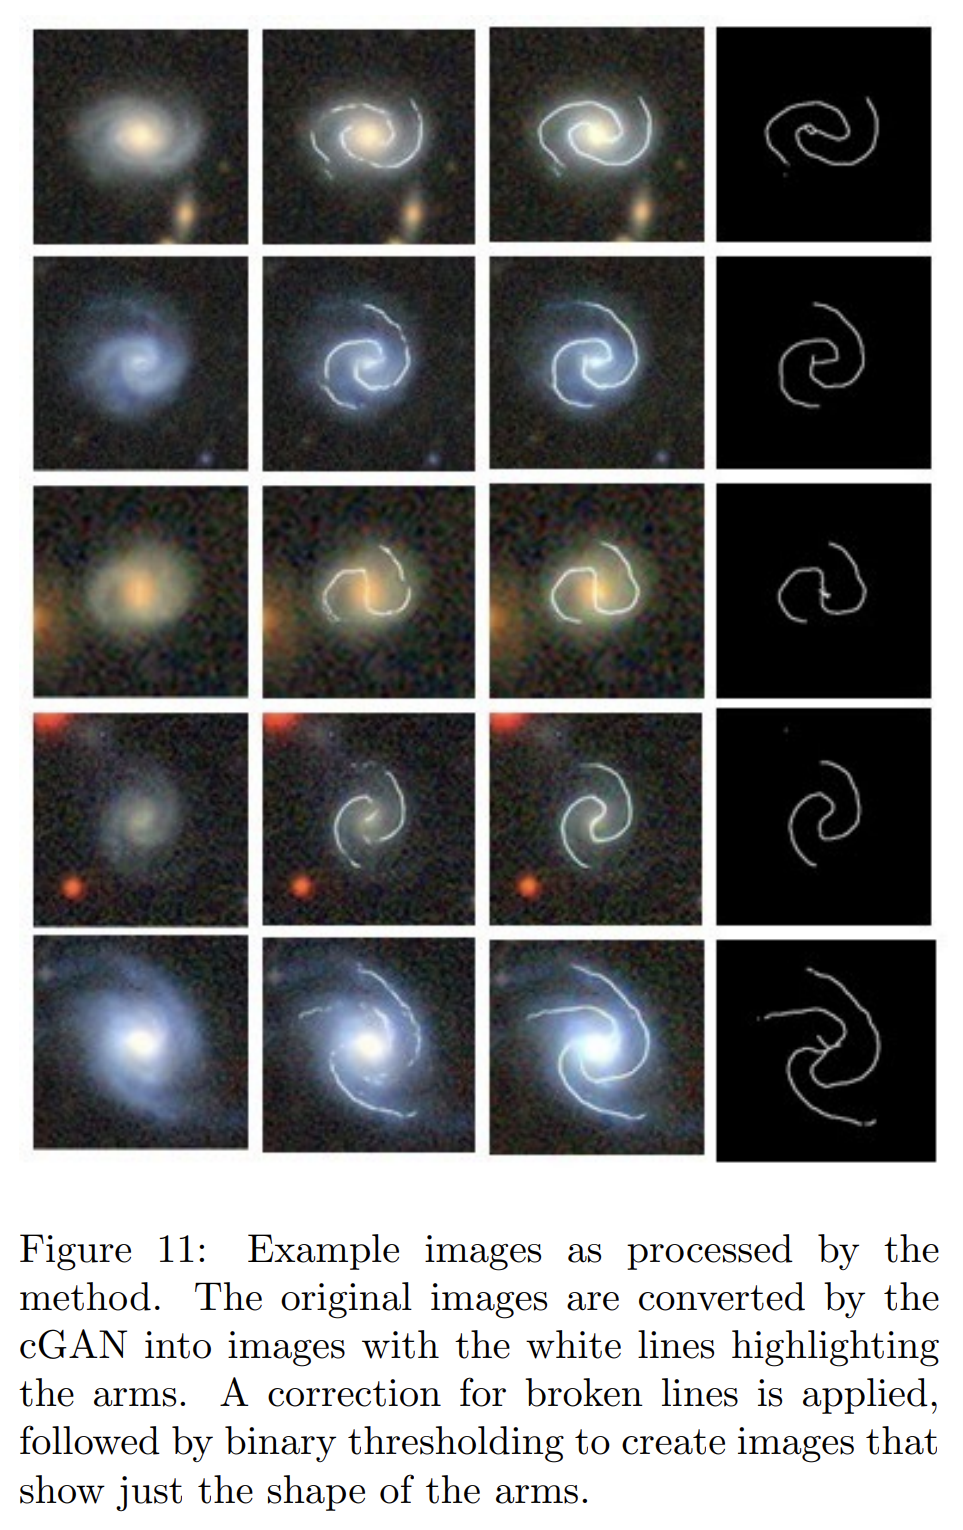 Figure 11: Example images as processed by the
method. The original images are converted by the
cGAN into images with the white lines highlighting
the arms. A correction for broken lines is applied,
followed by binary thresholding to create images that
show just the shape of the arms.